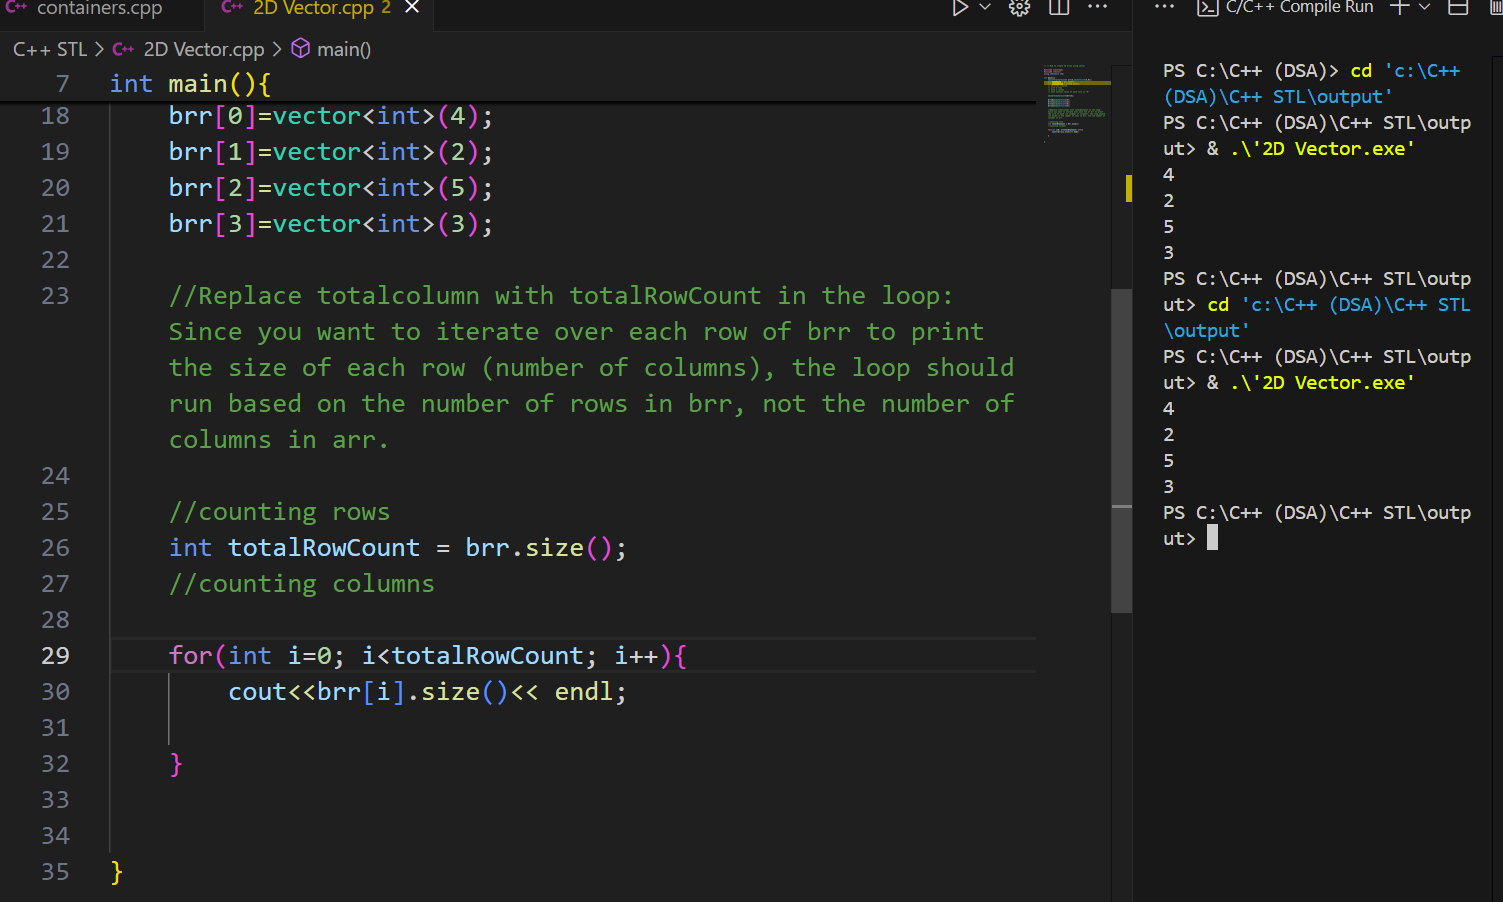 containers.cpp
2D Vector.cpp 2
C/C++ Compile Run
C++ STL > 2D Vector.cpp > main()
7 int main(){
18 brr[0]=vector<int>(4);
19 brr[1]=vector<int>(2);
20 brr[2]=vector<int>(5);
21 brr[3]=vector<int>(3);
22
23 //Replace totalcolumn with totalRowCount in the loop:
Since you want to iterate over each row of brr to print
the size of each row (number of columns), the loop should
run based on the number of rows in brr, not the number of
columns in arr.
24
25 //counting rows
26 int totalRowCount = brr.size();
27 //counting columns
28
29 for(int i=0; i<totalRowCount; i++){
30 cout<<brr[i].size()<< endl;
31
32 }
33
34
35 }
PS C:\C++ (DSA)> cd 'c:\C++
(DSA)\C++ STL\output'
PS C:\C++ (DSA)\C++ STL\outp
ut> & .\'2D Vector.exe'
4
2
5
3
PS C:\C++ (DSA)\C++ STL\outp
ut> cd 'c:\C++ (DSA)\C++ STL
\output'
PS C:\C++ (DSA)\C++ STL\outp
ut> & .\'2D Vector.exe'
4
2
5
3
PS C:\C++ (DSA)\C++ STL\outp
ut>